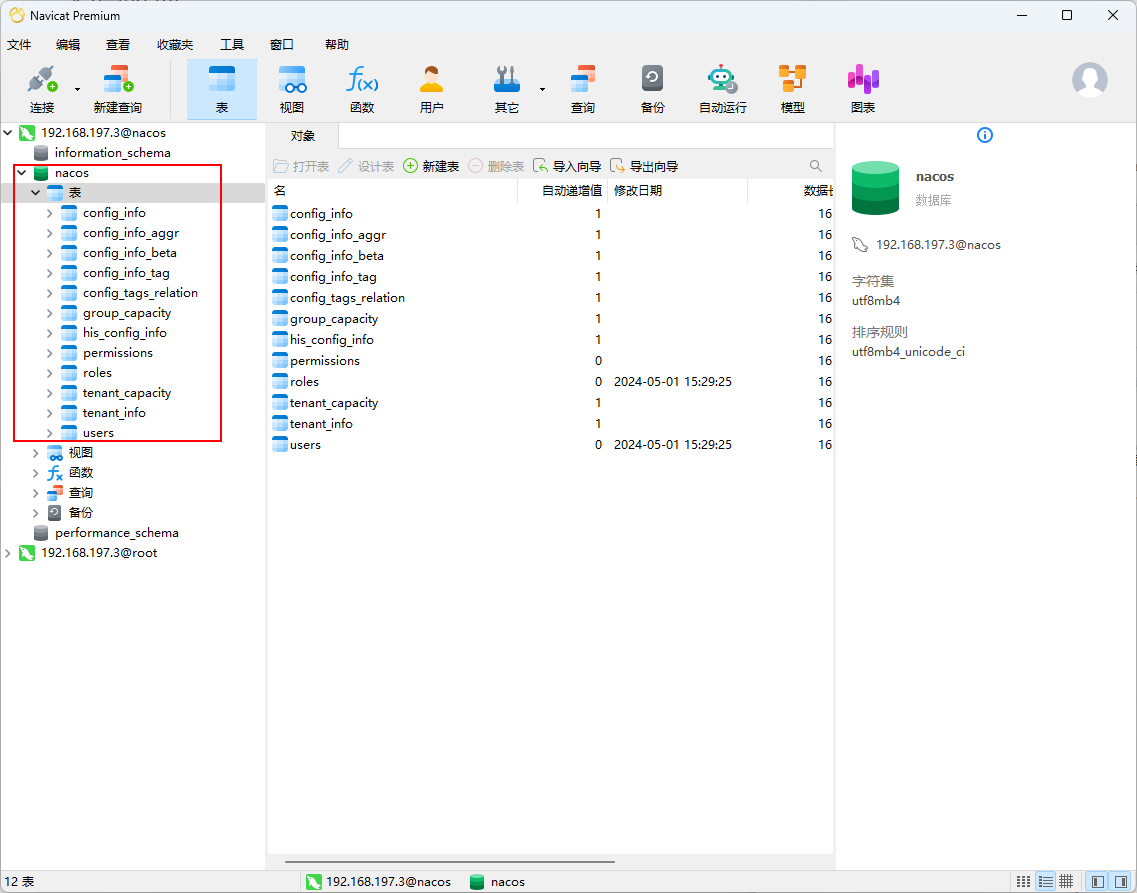 Navicat Premium
文件 编辑 查看 收藏夹 工具 窗口 帮助
连接 新建查询 表 视图 函数 用户 其它 查询 备份 自动运行 模型 图表
192.168.197.3@nacos
information_schema
nacos
表
config_info
config_info_aggr
config_info_beta
config_info_tag
config_tags_relation
group_capacity
his_config_info
permissions
roles
tenant_capacity
tenant_info
users
视图
函数
查询
备份
performance_schema
192.168.197.3@root
对象
打开表 设计表 新建表 删除表 导入向导 导出向导
名 自动递增值 修改日期 数据长
config_info 1 16
config_info_aggr 1 16
config_info_beta 1 16
config_info_tag 1 16
config_tags_relation 1 16
group_capacity 1 16
his_config_info 1 16
permissions 0 16
roles 0 2024-05-01 15:29:25 16
tenant_capacity 1 16
tenant_info 1 16
users 0 2024-05-01 15:29:25 16
nacos
数据库
192.168.197.3@nacos
字符集
utf8mb4
排序规则
utf8mb4_unicode_ci
12 表 192.168.197.3@nacos nacos